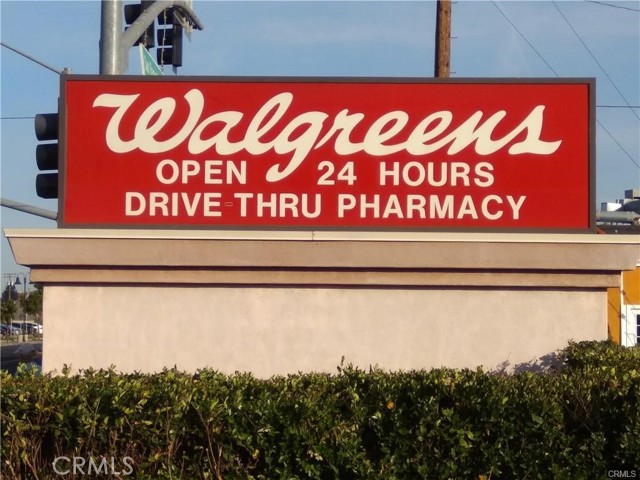 Walgreens
OPEN 24 HOURS
DRIVE-THRU PHARMACY
CRMLS
CRMLS